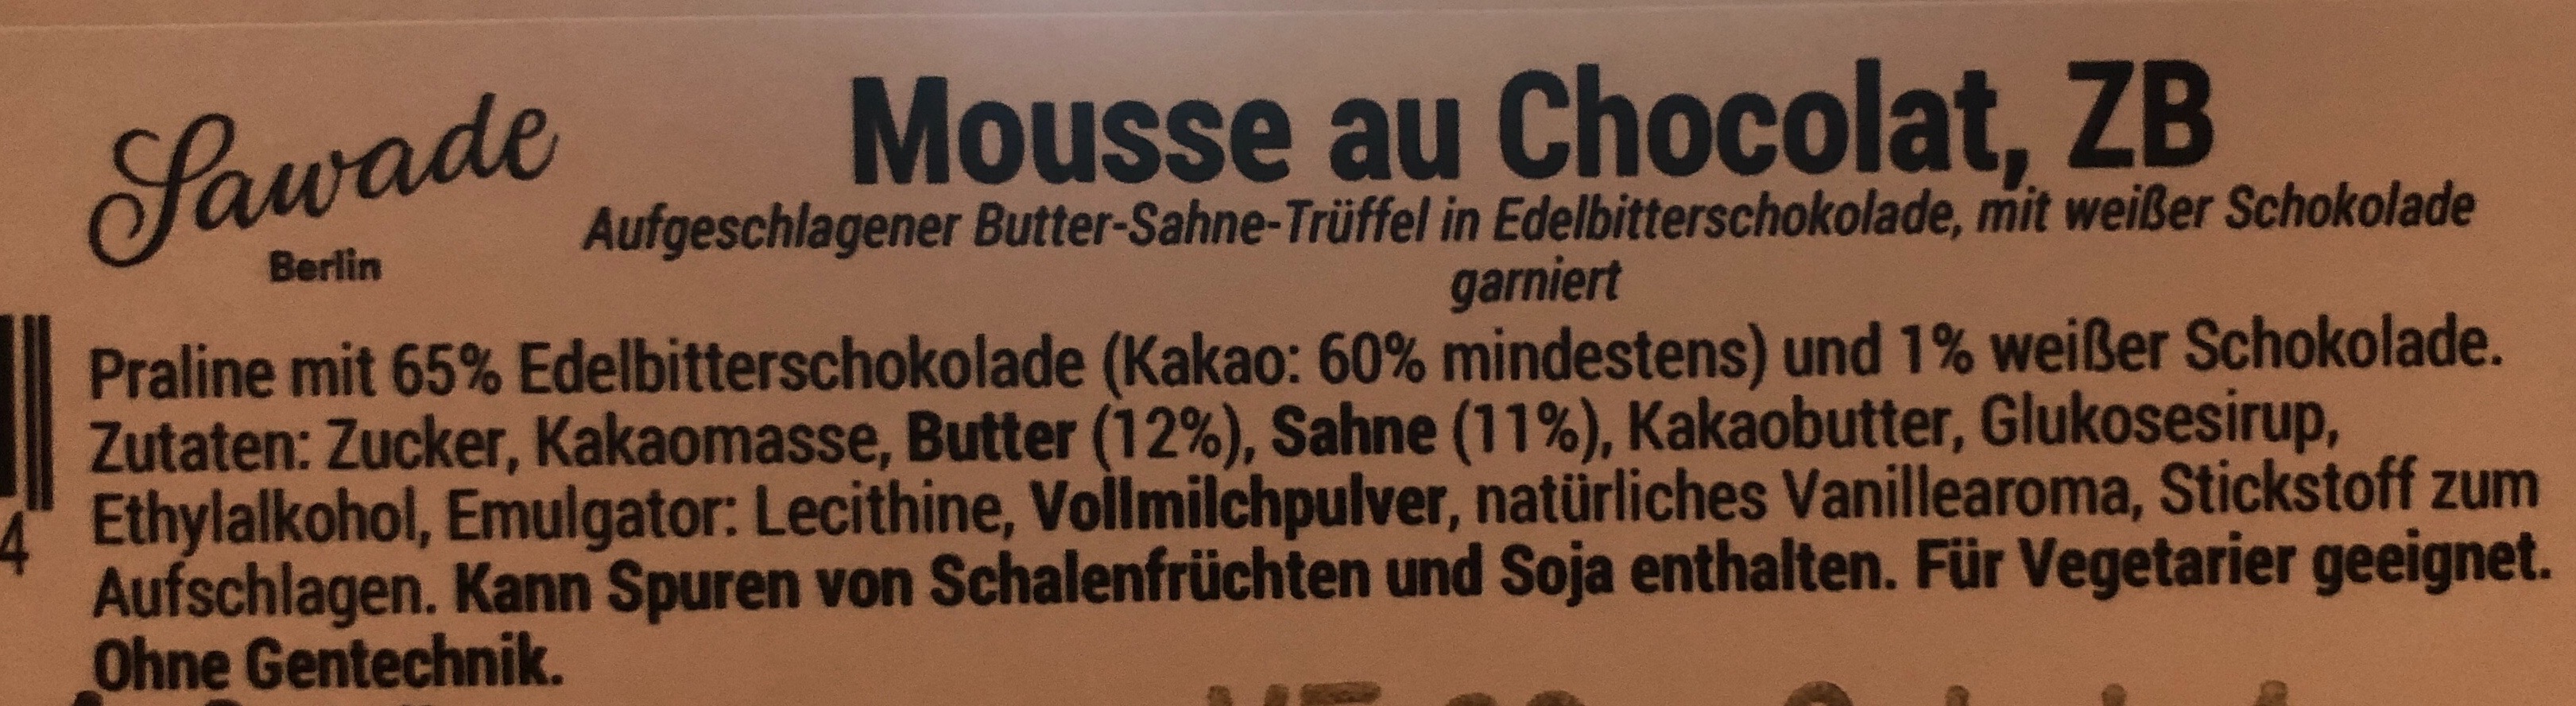 Sawade
Berlin
Mousse au Chocolat, ZB
Aufgeschlagener Butter-Sahne-Trüffel in Edelbitterschokolade, mit weißer Schokolade
garniert
Praline mit 65% Edelbitterschokolade (Kakao: 60% mindestens) und 1% weißer Schokolade.
Zutaten: Zucker, Kakaomasse, Butter (12%), Sahne (11%), Kakaobutter, Glukosesirup,
Ethylalkohol, Emulgator: Lecithine, Vollmilchpulver, natürliches Vanillearoma, Stickstoff zum
Aufschlagen. Kann Spuren von Schalenfrüchten und Soja enthalten. Für Vegetarier geeignet.
Ohne Gentechnik.
4